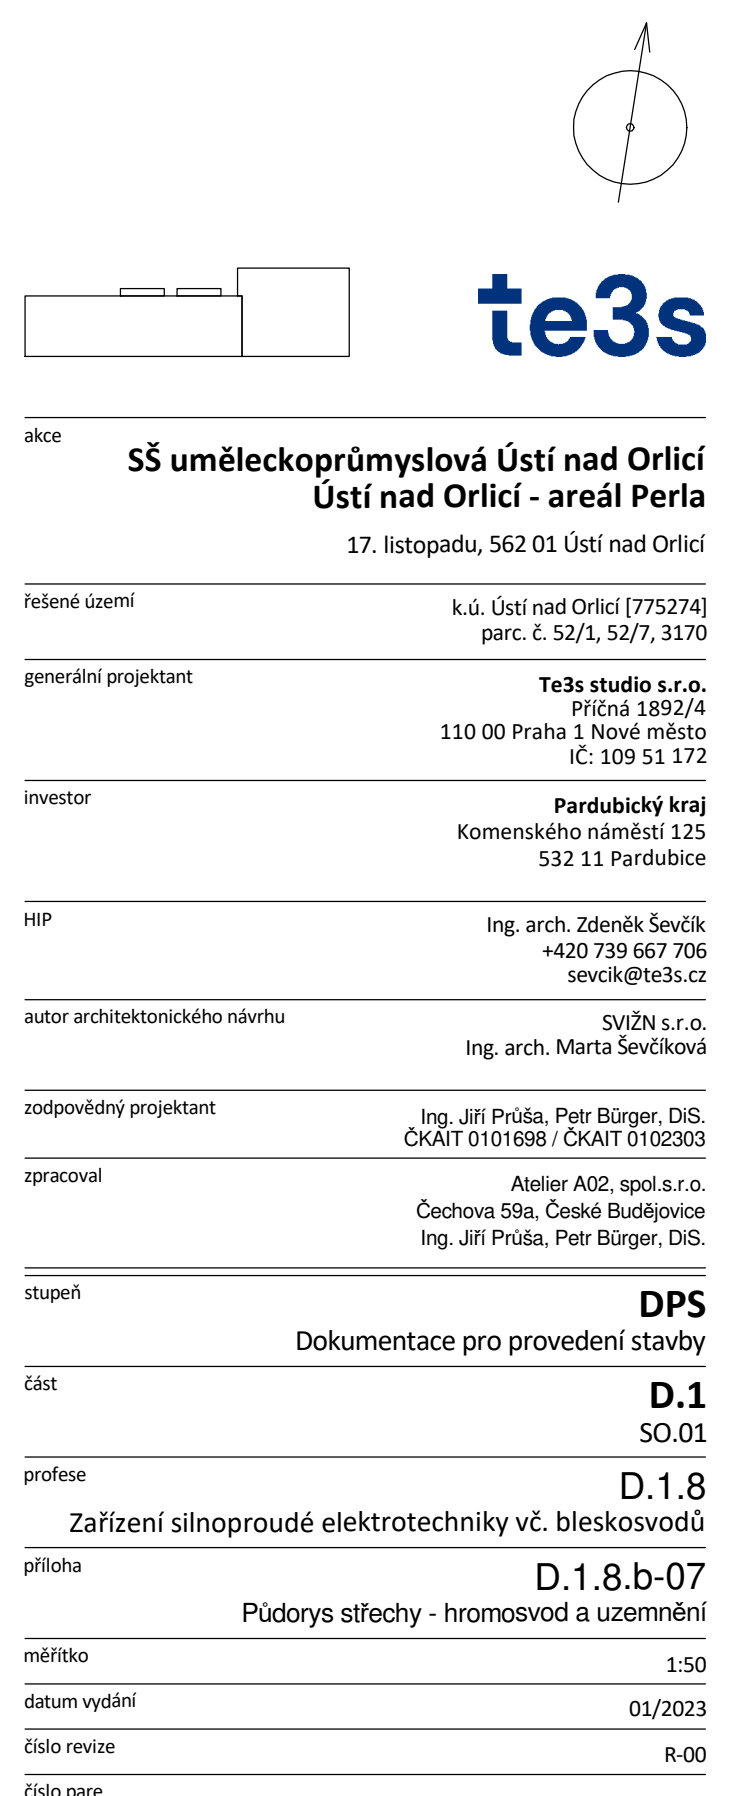 te3s
akce
SŠ uměleckoprůmyslová Ústí nad Orlicí
Ústí nad Orlicí - areál Perla
17. listopadu, 562 01 Ústí nad Orlicí
řešené území
k.ú. Ústí nad Orlicí [775274]
parc. č. 52/1, 52/7, 3170
generální projektant
Te3s studio s.r.o.
Příčná 1892/4
110 00 Praha 1 Nové město
IČ: 109 51 172
investor
Pardubický kraj
Komenského náměstí 125
532 11 Pardubice
HIP
Ing. arch. Zdeněk Ševčík
+420 739 667 706
sevcik@te3s.cz
autor architektonického návrhu
SVIŽN s.r.o.
Ing. arch. Marta Ševčíková
zodpovědný projektant
Ing. Jiří Průša, Petr Bürger, DiS.
ČKAIT 0101698 / ČKAIT 0102303
zpracoval
Atelier A02, spol.s.r.o.
Čechova 59a, České Budějovice
Ing. Jiří Průša, Petr Bürger, DiS.
stupeň
DPS
Dokumentace pro provedení stavby
část
D.1
SO.01
profese
D.1.8
Zařízení silnoproudé elektrotechniky vč. bleskosvodů
příloha
D.1.8.b-07
Půdorys střechy - hromosvod a uzemnění
měřítko
1:50
datum vydání
01/2023
číslo revize
R-00
číslo pare